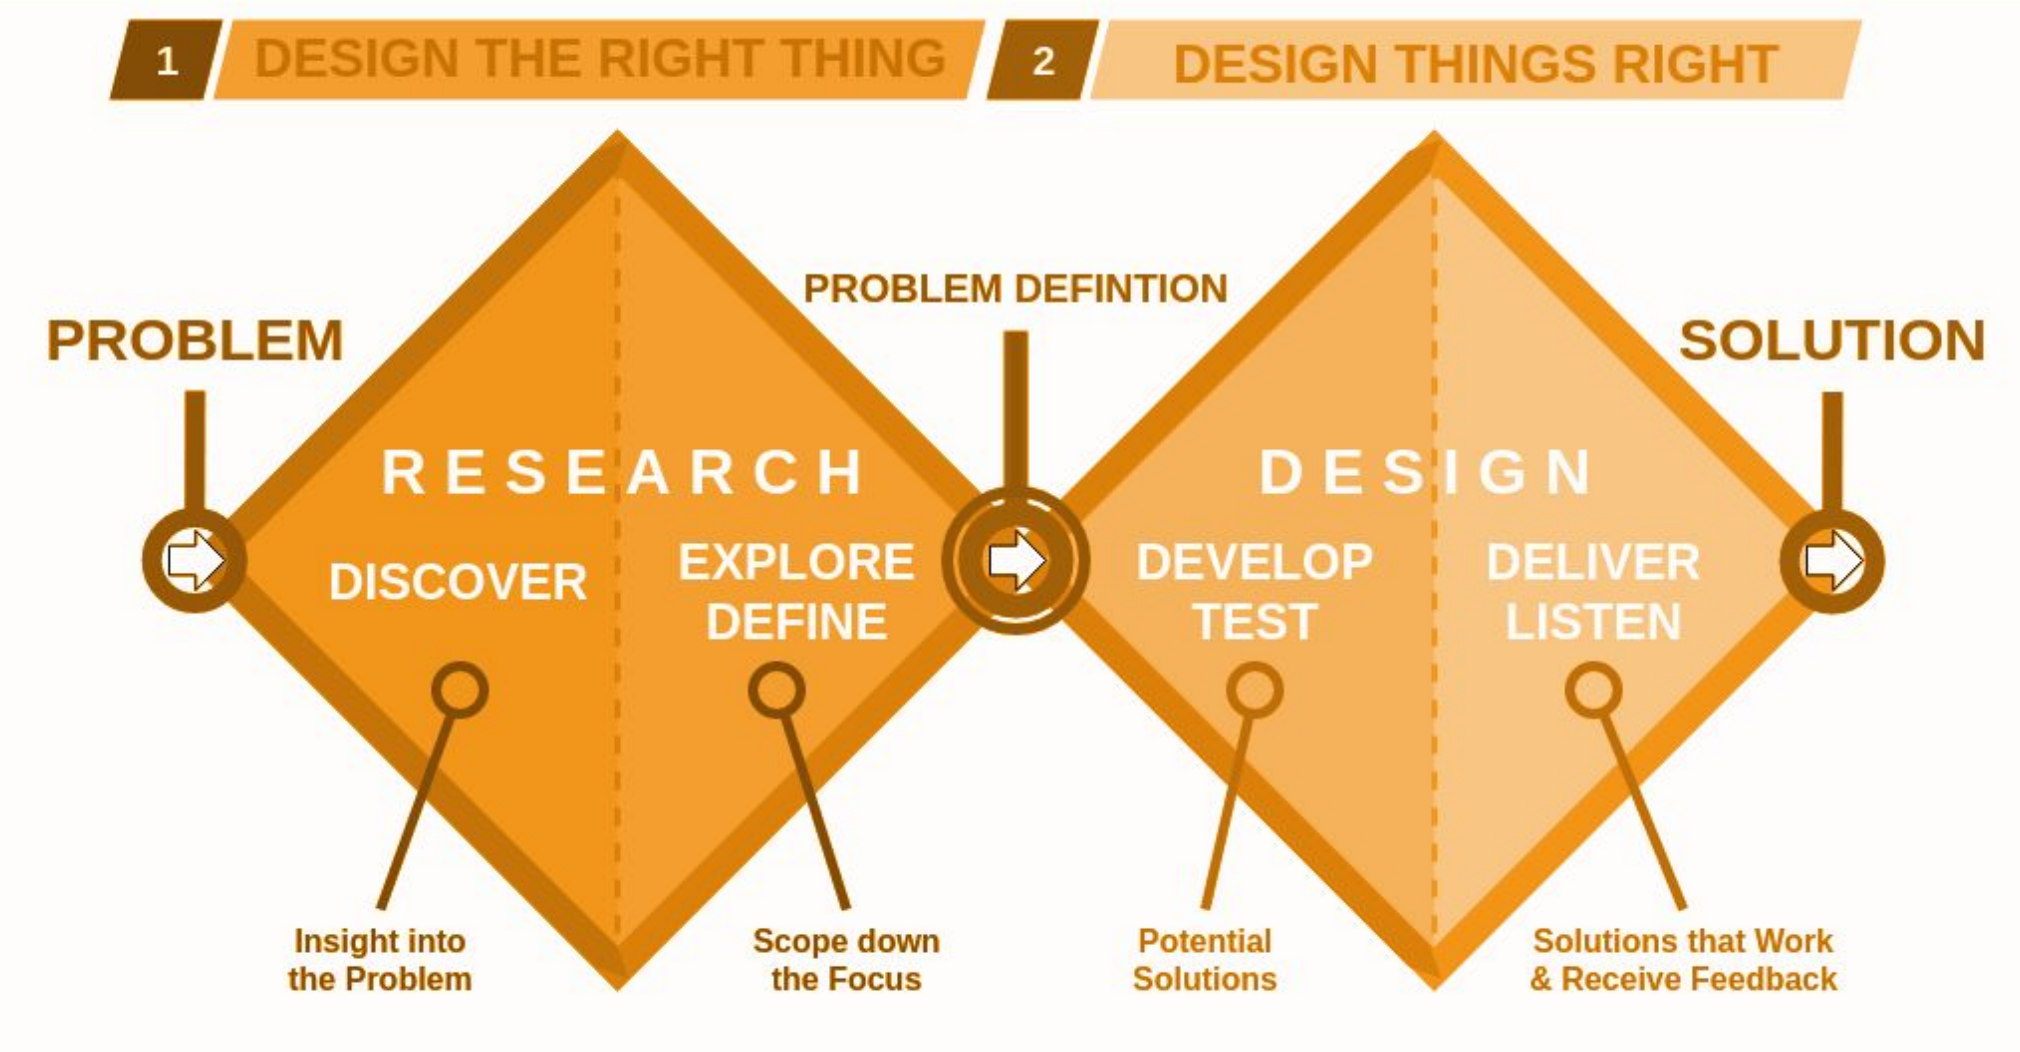 1
DESIGN THE RIGHT THING
2
DESIGN THINGS RIGHT
PROBLEM
PROBLEM DEFINTION
SOLUTION
RESEARCH
DISCOVER
EXPLORE
DEFINE
DESIGN
DEVELOP
TEST
DELIVER
LISTEN
Insight into
the Problem
Scope down
the Focus
Potential
Solutions
Solutions that Work
& Receive Feedback